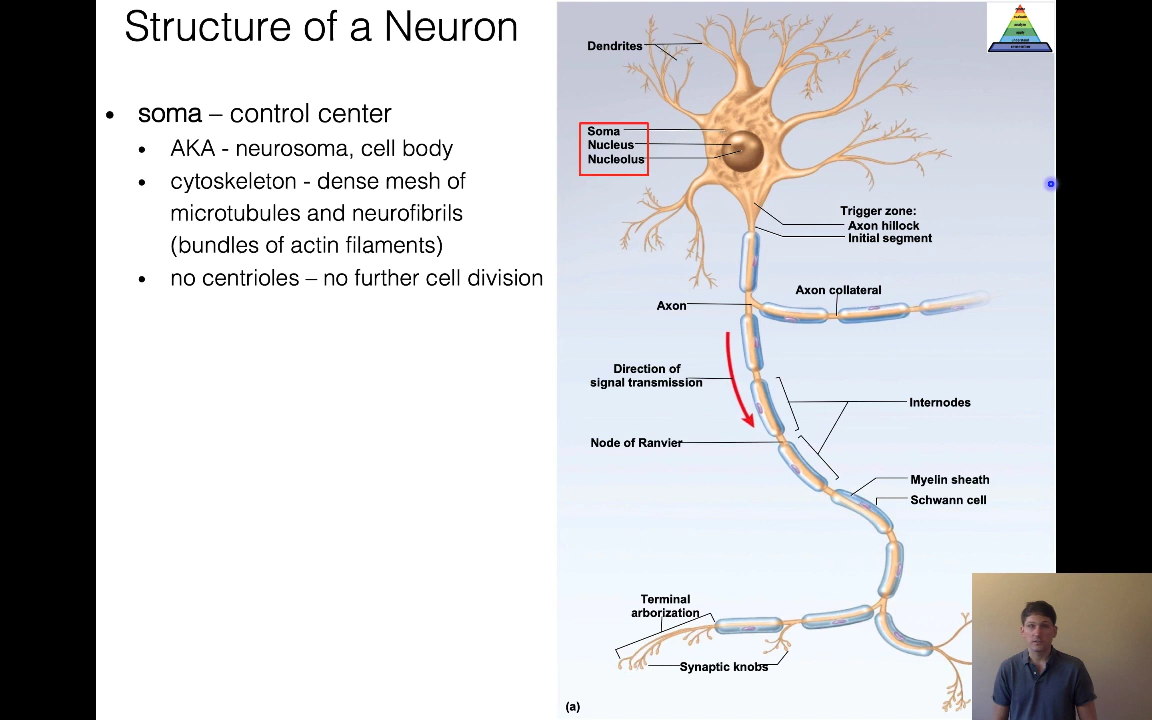 Structure of a Neuron
• soma – control center
• AKA - neurosoma, cell body
• cytoskeleton - dense mesh of
microtubules and neurofibrils
(bundles of actin filaments)
• no centrioles – no further cell division
Dendrites
Soma
Nucleus
Nucleolus
Trigger zone:
Axon hillock
Initial segment
Axon collateral
Axon
Direction of
signal transmission
Internodes
Node of Ranvier
Myelin sheath
Schwann cell
Terminal
arborization
Synaptic knobs
(a)